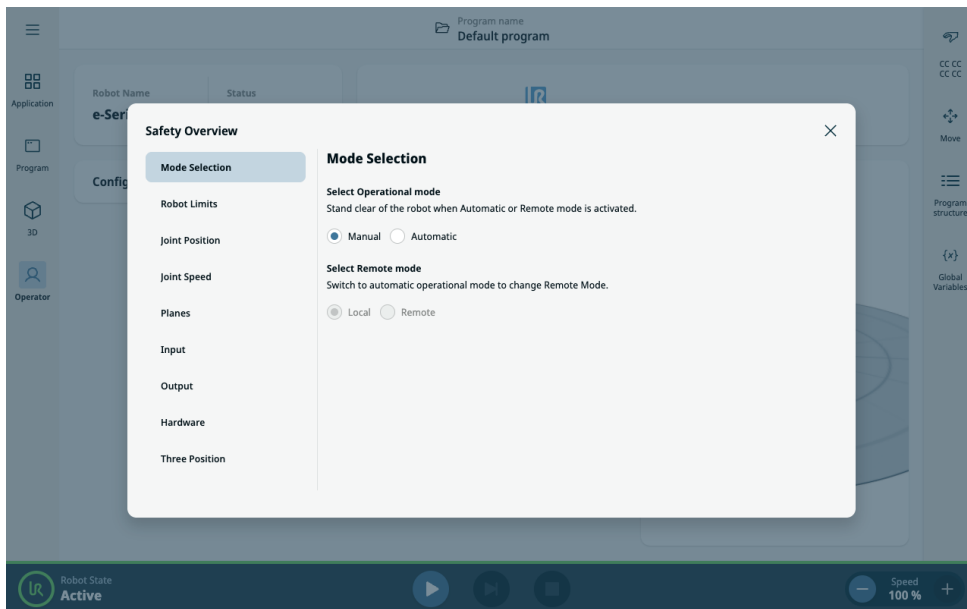 Program name
Default program
CC CC
CC CC
Application
Robot Name
Status
e-Seri
Safety Overview
Mode Selection
Robot Limits
Joint Position
Joint Speed
Planes
Input
Output
Hardware
Three Position
Mode Selection
Select Operational mode
Stand clear of the robot when Automatic or Remote mode is activated.
Manual
Automatic
Select Remote mode
Switch to automatic operational mode to change Remote Mode.
Local
Remote
Program
Config
3D
Operator
Move
Program
structure
{x}
Global
Variables
Robot State
Active
Speed
100 %